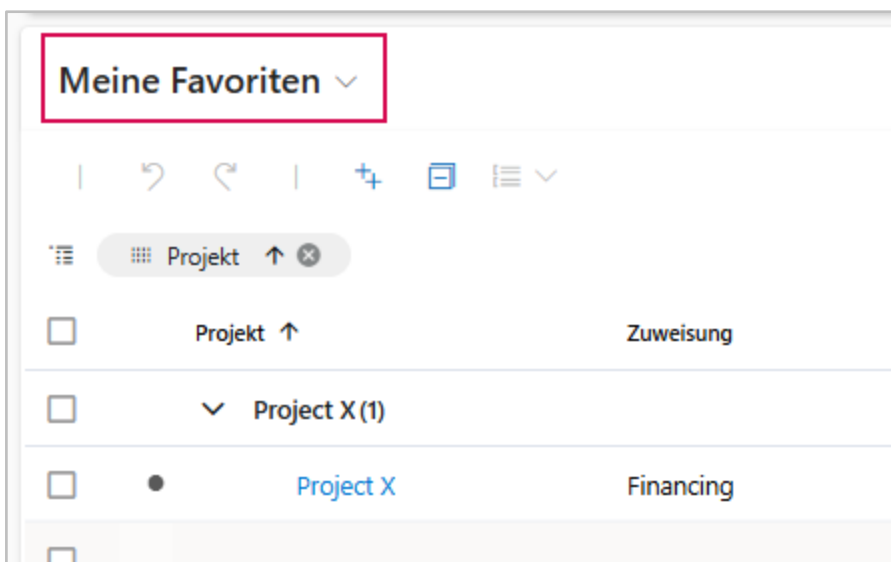 Meine Favoriten
Projekt
Projekt Zuweisung
Project X (1)
Project X Financing